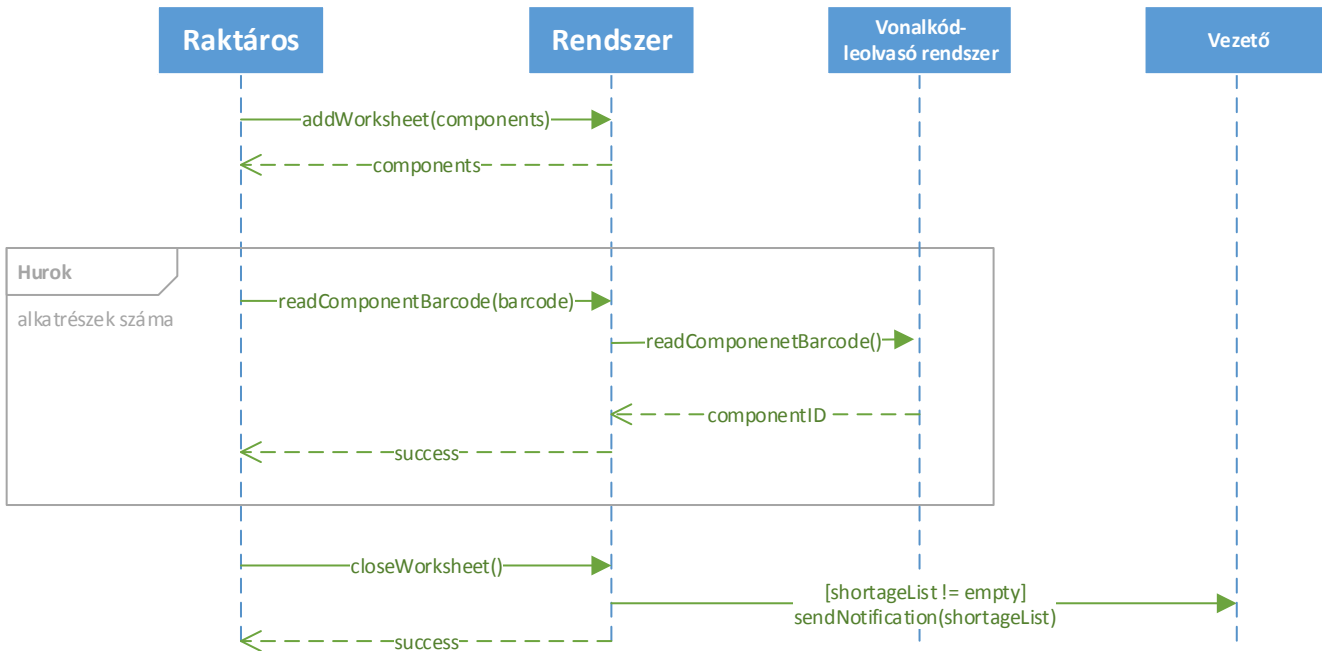 Raktáros
Rendszer
Vonalkód-
leolvasó rendszer
Vezető
addWorksheet(components)
components
Hurok
readComponentBarcode(barcode)
alkatrészek száma
readComponenetBarcode()
componentID
success
closeWorksheet()
[shortageList != empty]
sendNotification(shortageList)
success